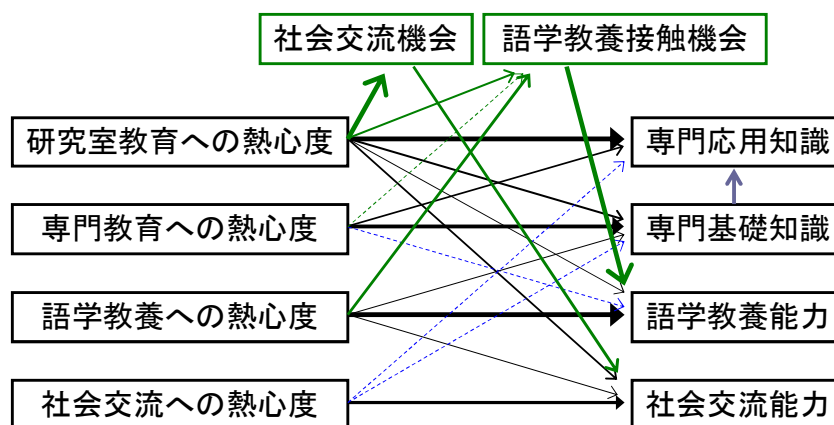 社会交流機会
語学教養接触機会
研究室教育への熱心度
専門応用知識
専門教育への熱心度
専門基礎知識
語学教養への熱心度
語学教養能力
社会交流への熱心度
社会交流能力